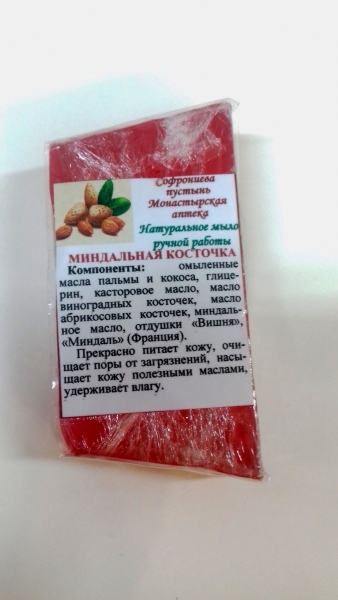 Софрониева
пустынь
Монастырская
аптека
Натуральное мыло
ручной работы
МИНДАЛЬНАЯ КОСТОЧКА
Компоненты: омыленные
масла пальмы и кокоса, глице-
рин, касторовое масло, масло
виноградных косточек, масло
абрикосовых косточек, миндаль-
ное масло, отдушки «Вишня»,
«Миндаль» (Франция).
Прекрасно питает кожу, очи-
щает поры от загрязнений, насы-
щает кожу полезными маслами,
удерживает влагу.